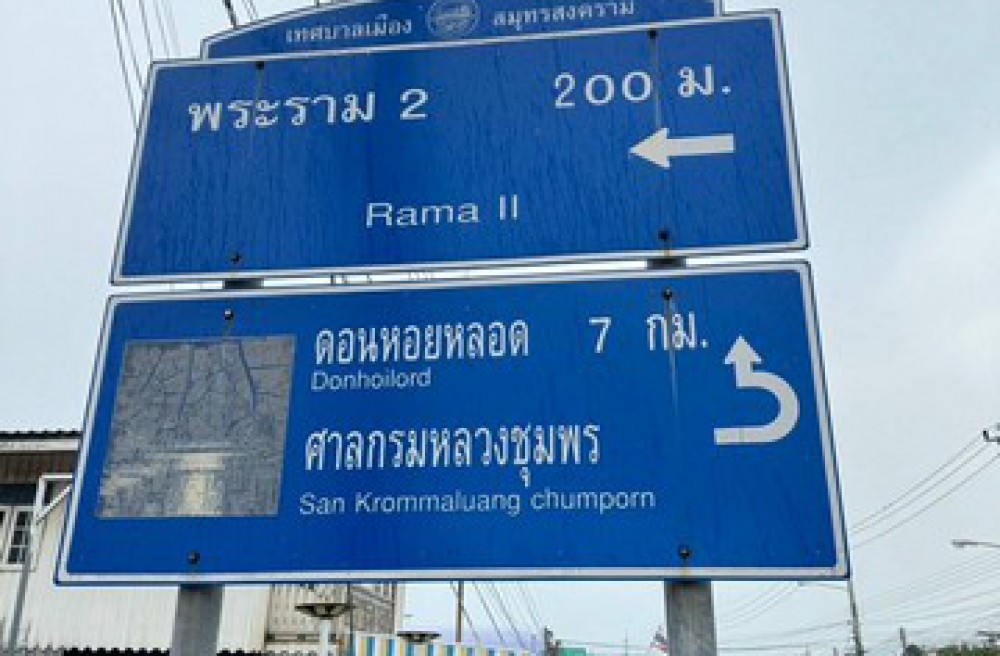 เทศบาลเมือง สมุทรสงคราม
พระราม 2 200 ม.
Rama II
ดอนหอยหลอด 7 กม.
Donhoilord
ศาลกรมหลวงชุมพร
San Krommaluang chumporn